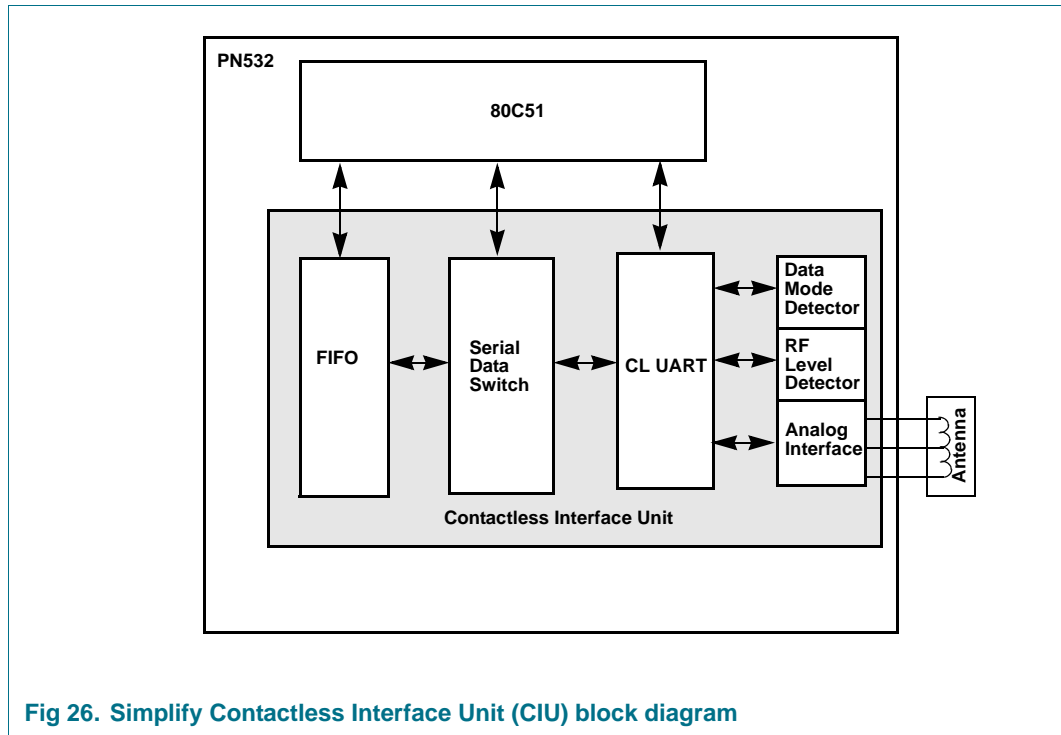 PN532
80C51
FIFO
Serial
Data
Switch
CL UART
Data
Mode
Detector
RF
Level
Detector
Analog
Interface
Antenna
Contactless Interface Unit
Fig 26. Simplify Contactless Interface Unit (CIU) block diagram